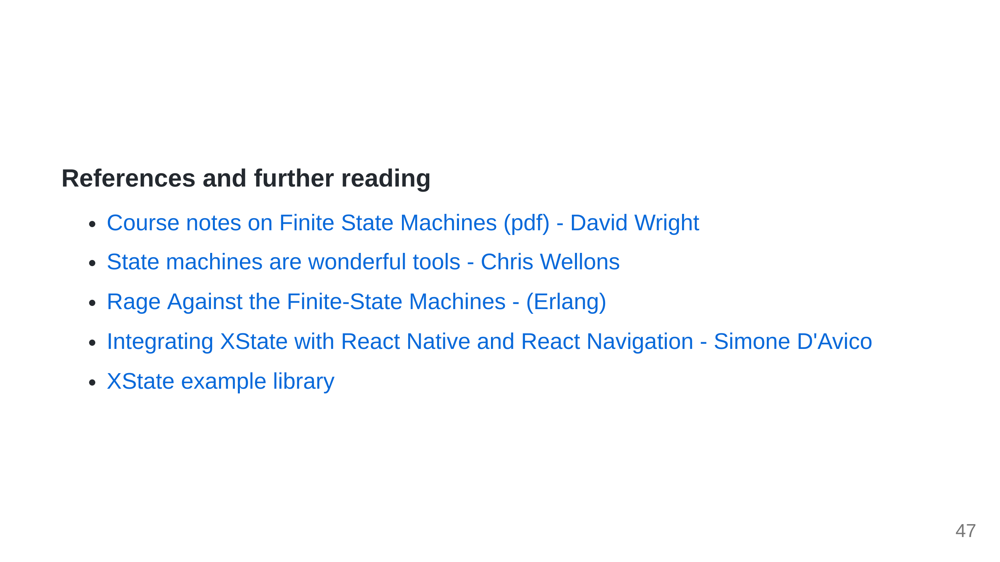 References and further reading
Course notes on Finite State Machines (pdf) - David Wright
State machines are wonderful tools - Chris Wellons
Rage Against the Finite-State Machines - (Erlang)
Integrating XState with React Native and React Navigation - Simone D'Avico
XState example library
47